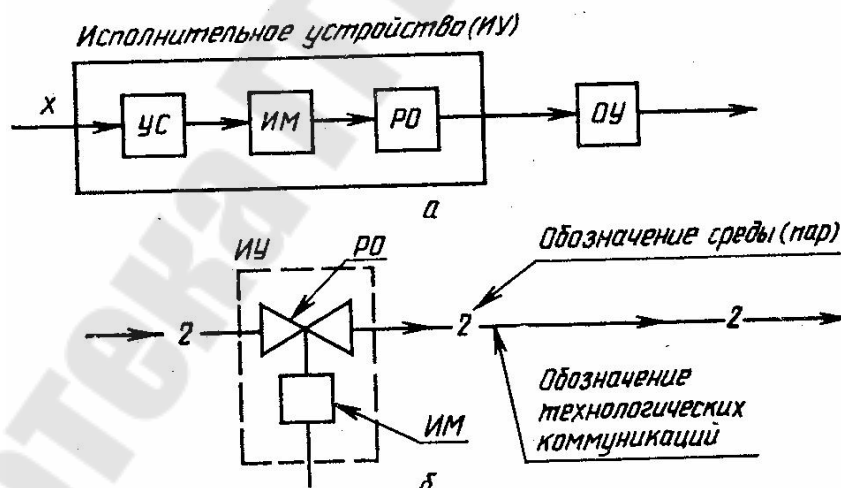 Исполнительное устройство (ИУ)
X
УС
ИМ
РО
ОУ
а
ИУ
РО
Обозначение среды (пар)
2
2
2
ИМ
Обозначение
технологических
коммуникаций
б